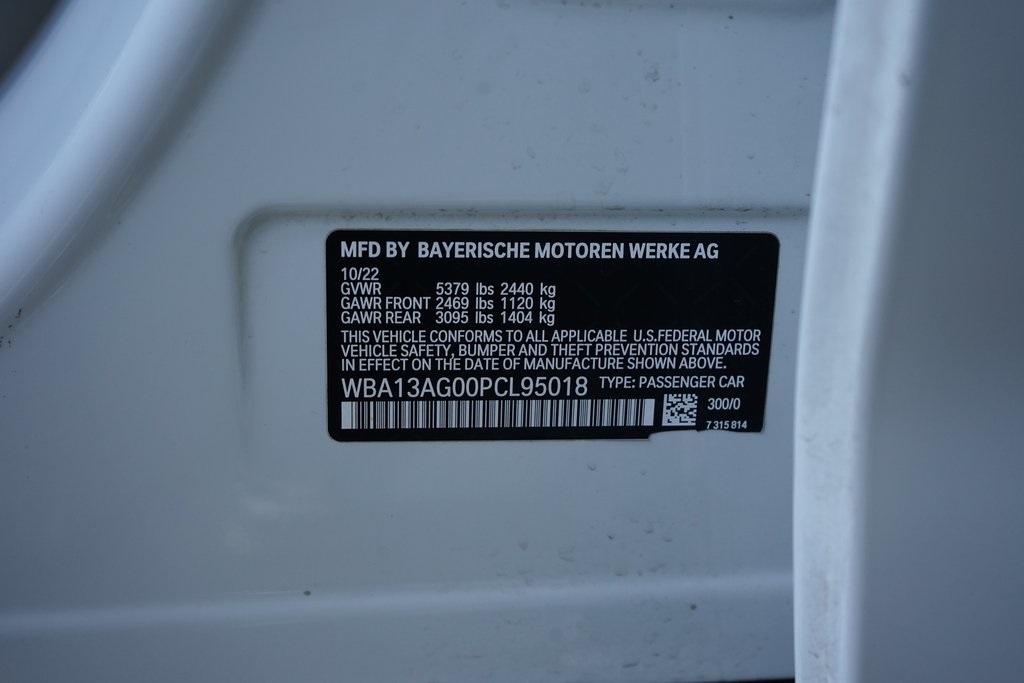 MFD BY BAYERISCHE MOTOREN WERKE AG
10/22
GVWR 5379 lbs 2440 kg
GAWR FRONT 2469 lbs 1120 kg
GAWR REAR 3095 lbs 1404 kg
THIS VEHICLE CONFORMS TO ALL APPLICABLE U.S.FEDERAL MOTOR
VEHICLE SAFETY, BUMPER AND THEFT PREVENTION STANDARDS
IN EFFECT ON THE DATE OF MANUFACTURE SHOWN ABOVE.
WBA13AG00PCL95018 TYPE: PASSENGER CAR
300/0
7 315 814